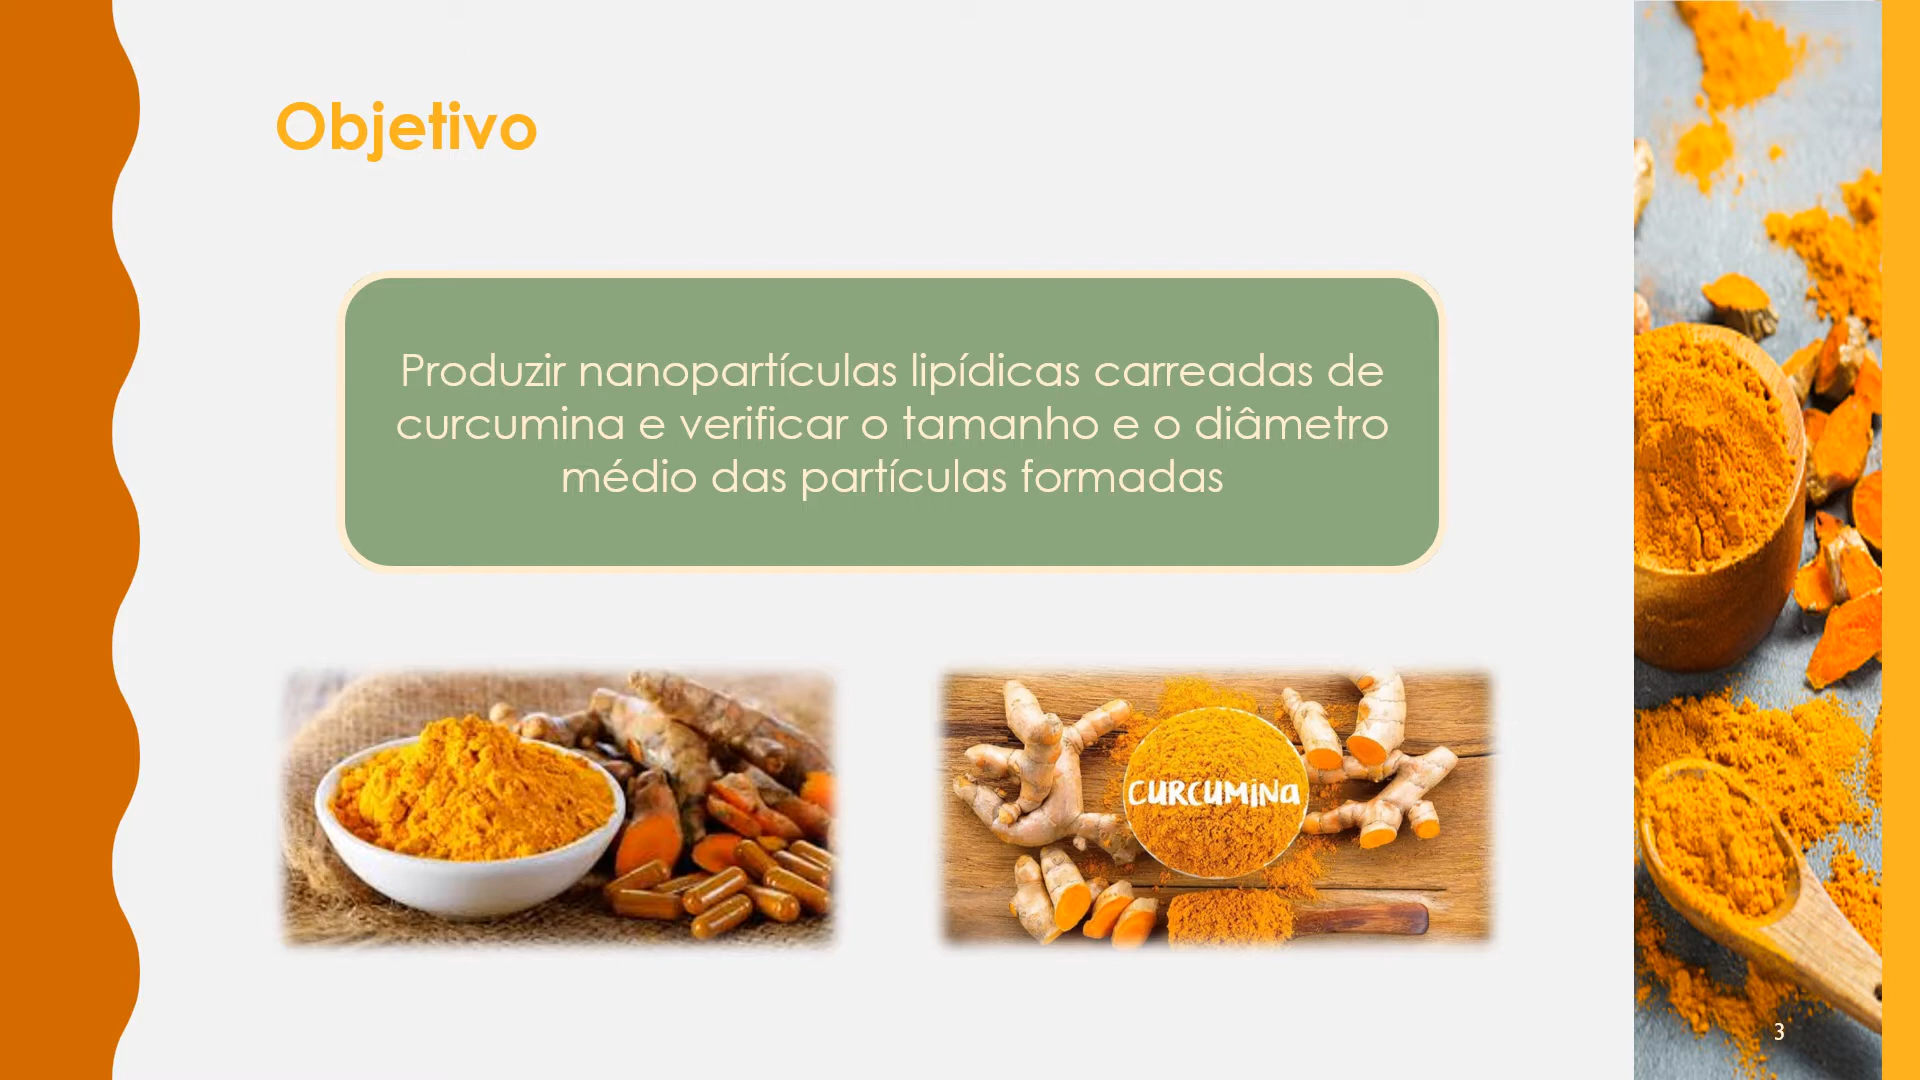 Objetivo
Produzir nanopartículas lipídicas carreadas de
curcumina e verificar o tamanho e o diâmetro
médio das partículas formadas
CURCUMINA
3